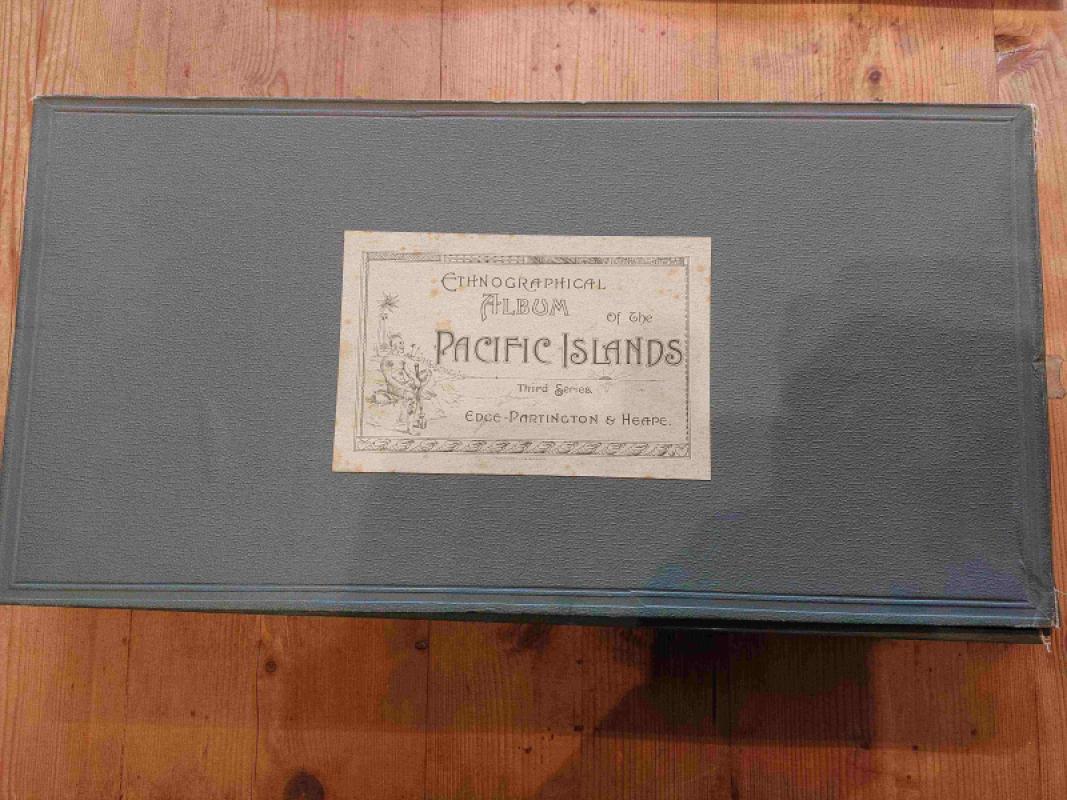 Ethnographical
Album
of the
Pacific Islands
Third Series.
Edge-Partington & Heape.